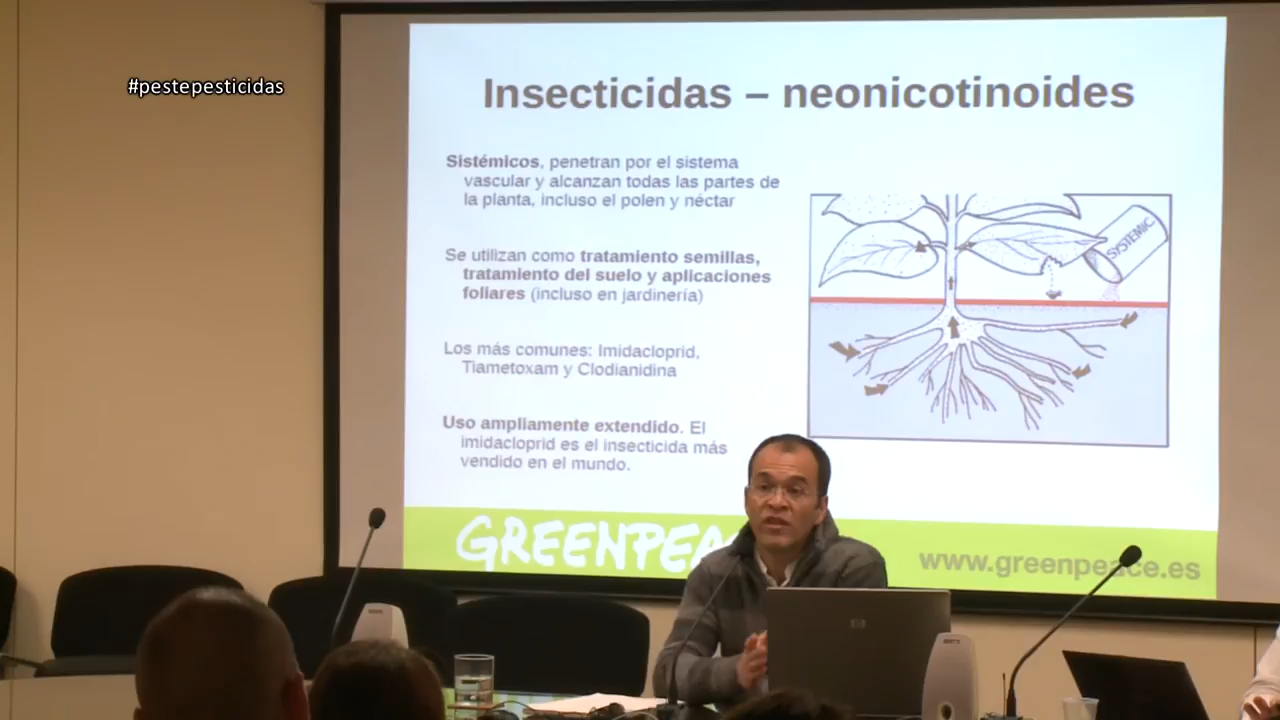 #pestepesticidas
Insecticidas – neonicotinoides
Sistémicos, penetran por el sistema
vascular y alcanzan todas las partes de
la planta, incluso el polen y néctar
Se utilizan como tratamiento semillas,
tratamiento del suelo y aplicaciones
foliares (incluso en jardinería)
Los más comunes: Imidacloprid,
Tiametoxam y Clodianidina
Uso ampliamente extendido. El
imidacloprid es el insecticida más
vendido en el mundo.
SYSTEMIC
GREENPEA
www.greenpeace.es
hp